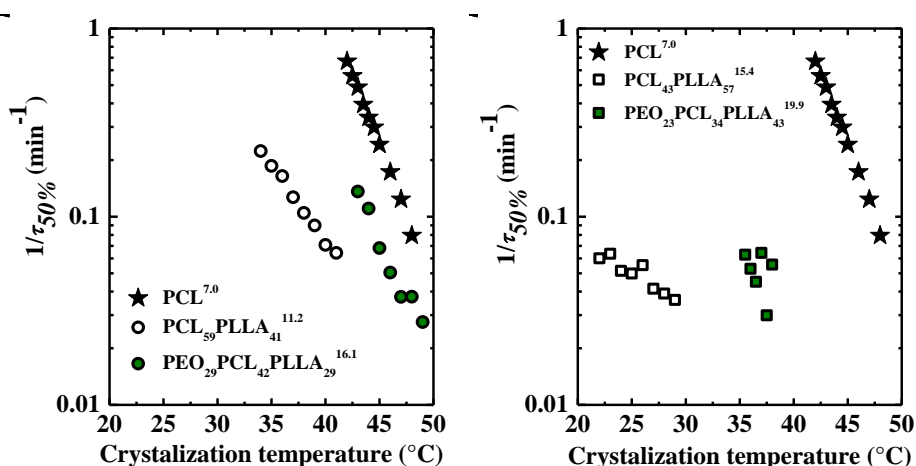 1
0.1
0.01
1/τ50% (min-1)
PCL7.0
PCL59PLLA4111.2
PEO29PCL42PLLA2916.1
20 25 30 35 40 45 50
Crystalization temperature (°C)
1
0.1
0.01
1/τ50% (min-1)
PCL7.0
PCL43PLLA5715.4
PEO23PCL34PLLA4319.9
20 25 30 35 40 45 50
Crystalization temperature (°C)